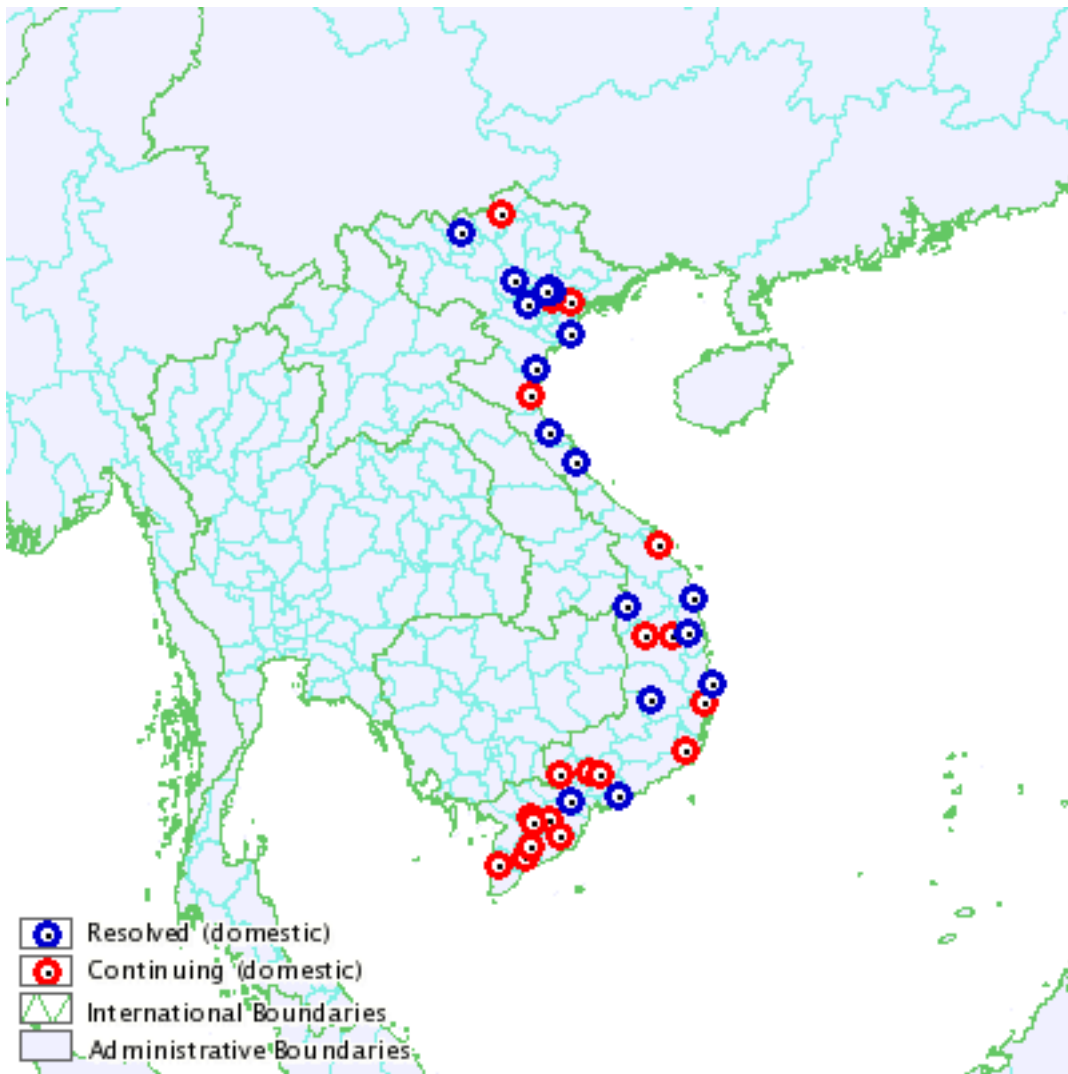 Resolved (domestic)
Continuing (domestic)
International Boundaries
Administrative Boundaries